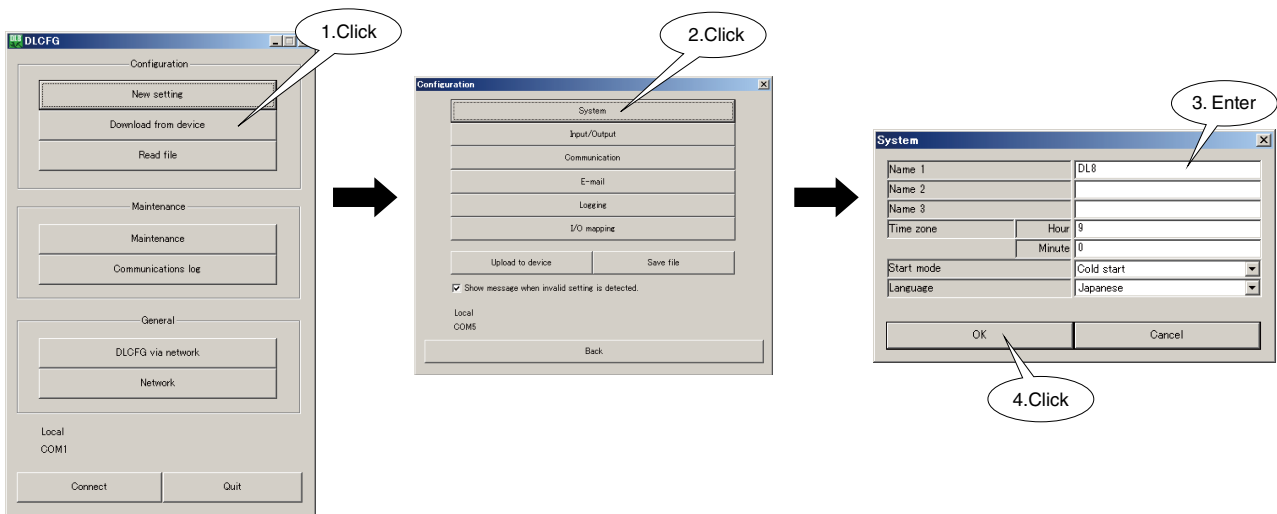 DLCFG
1.Click
Configuration
New setting
Download from device
Read file
Maintenance
Maintenance
Communications log
General
DLCFG via network
Network
Local
COM1
Connect Quit
2.Click
Configuration
System
Input/Output
Communication
E-mail
Logging
I/O mapping
Upload to device Save file
Show message when invalid setting is detected.
Local
COM5
Back
3. Enter
System
Name 1 DL8
Name 2
Name 3
Time zone Hour 9
Minute 0
Start mode Cold start
Language Japanese
OK Cancel
4.Click